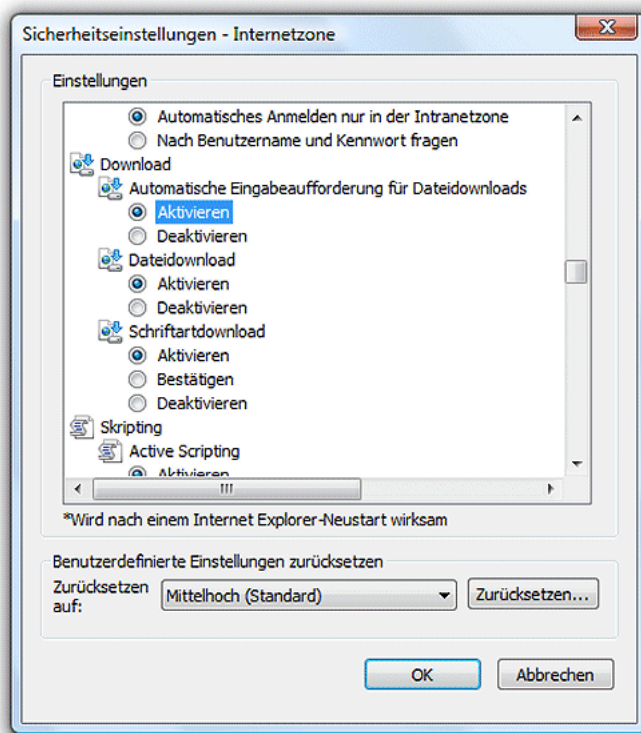 Sicherheitseinstellungen - Internetzone
Einstellungen
Automatisches Anmelden nur in der Intranetzone
Nach Benutzername und Kennwort fragen
Download
Automatische Eingabeaufforderung für Dateidownloads
Aktivieren
Deaktivieren
Dateidownload
Aktivieren
Deaktivieren
Schriftartdownload
Aktivieren
Bestätigen
Deaktivieren
Skripting
Active Scripting
Aktivieren
*Wird nach einem Internet Explorer-Neustart wirksam
Benutzerdefinierte Einstellungen zurücksetzen
Zurücksetzen auf: Mittelhoch (Standard) Zurücksetzen...
OK Abbrechen